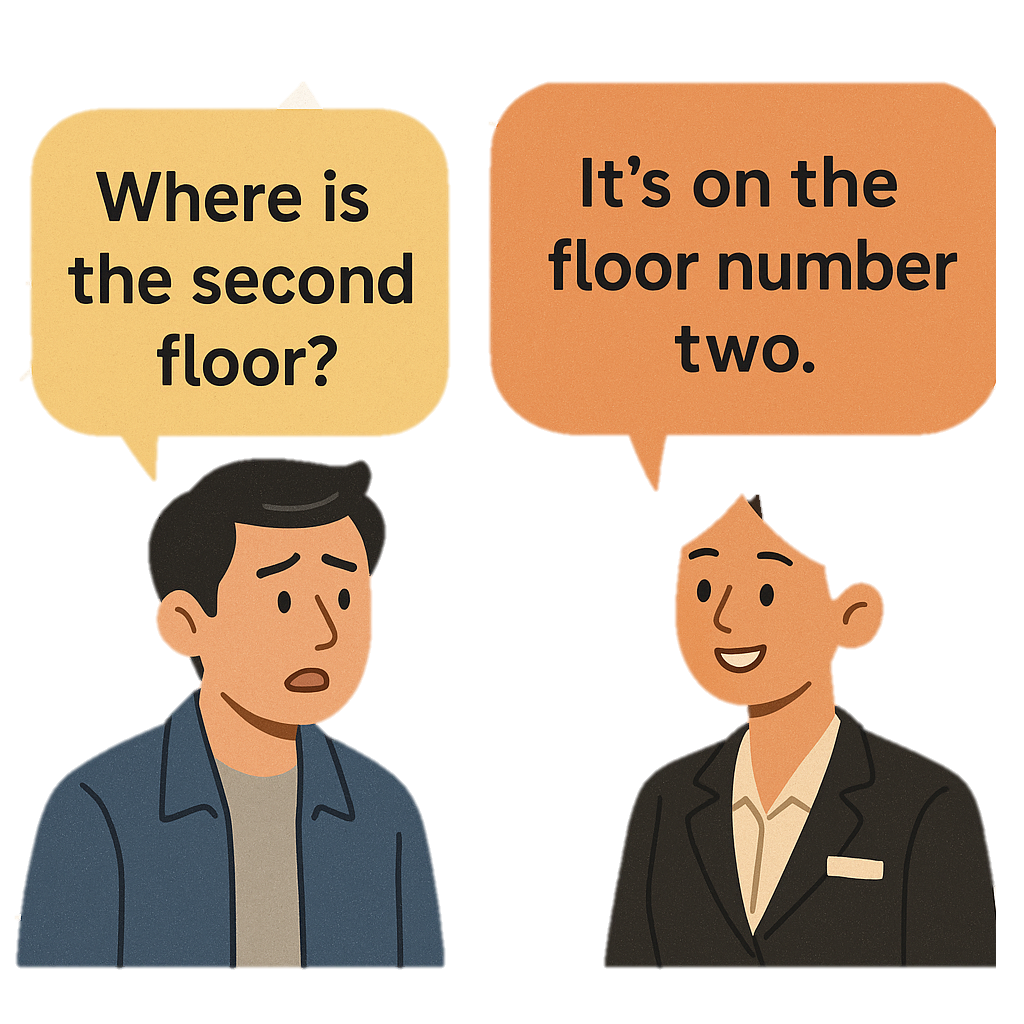 Where is
the second
floor?
It’s on the
floor number
two.